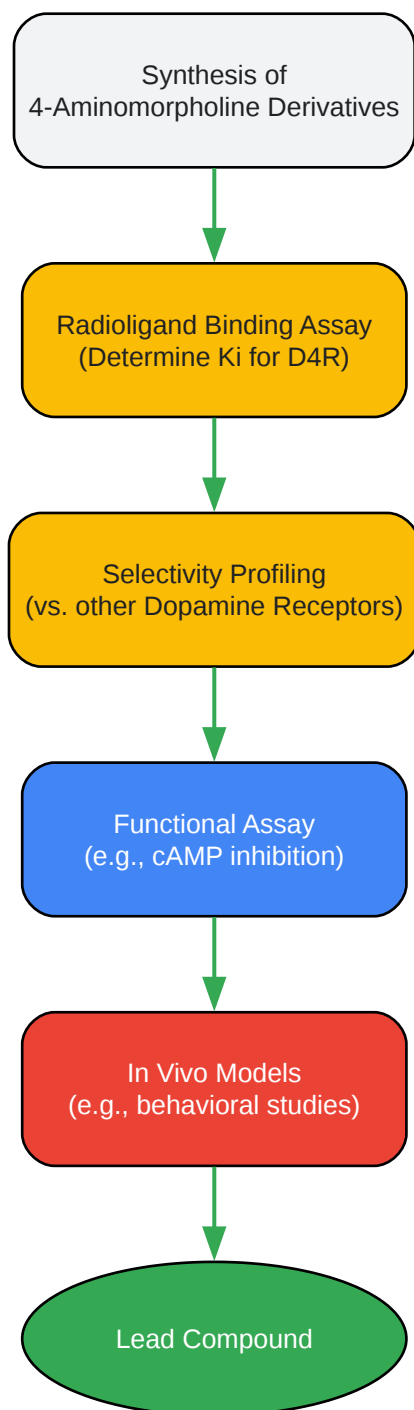 Synthesis of
4-Aminomorpholine Derivatives
Radioligand Binding Assay
(Determine Ki for D4R)
Selectivity Profiling
(vs. other Dopamine Receptors)
Functional Assay
(e.g., cAMP inhibition)
In Vivo Models
(e.g., behavioral studies)
Lead Compound